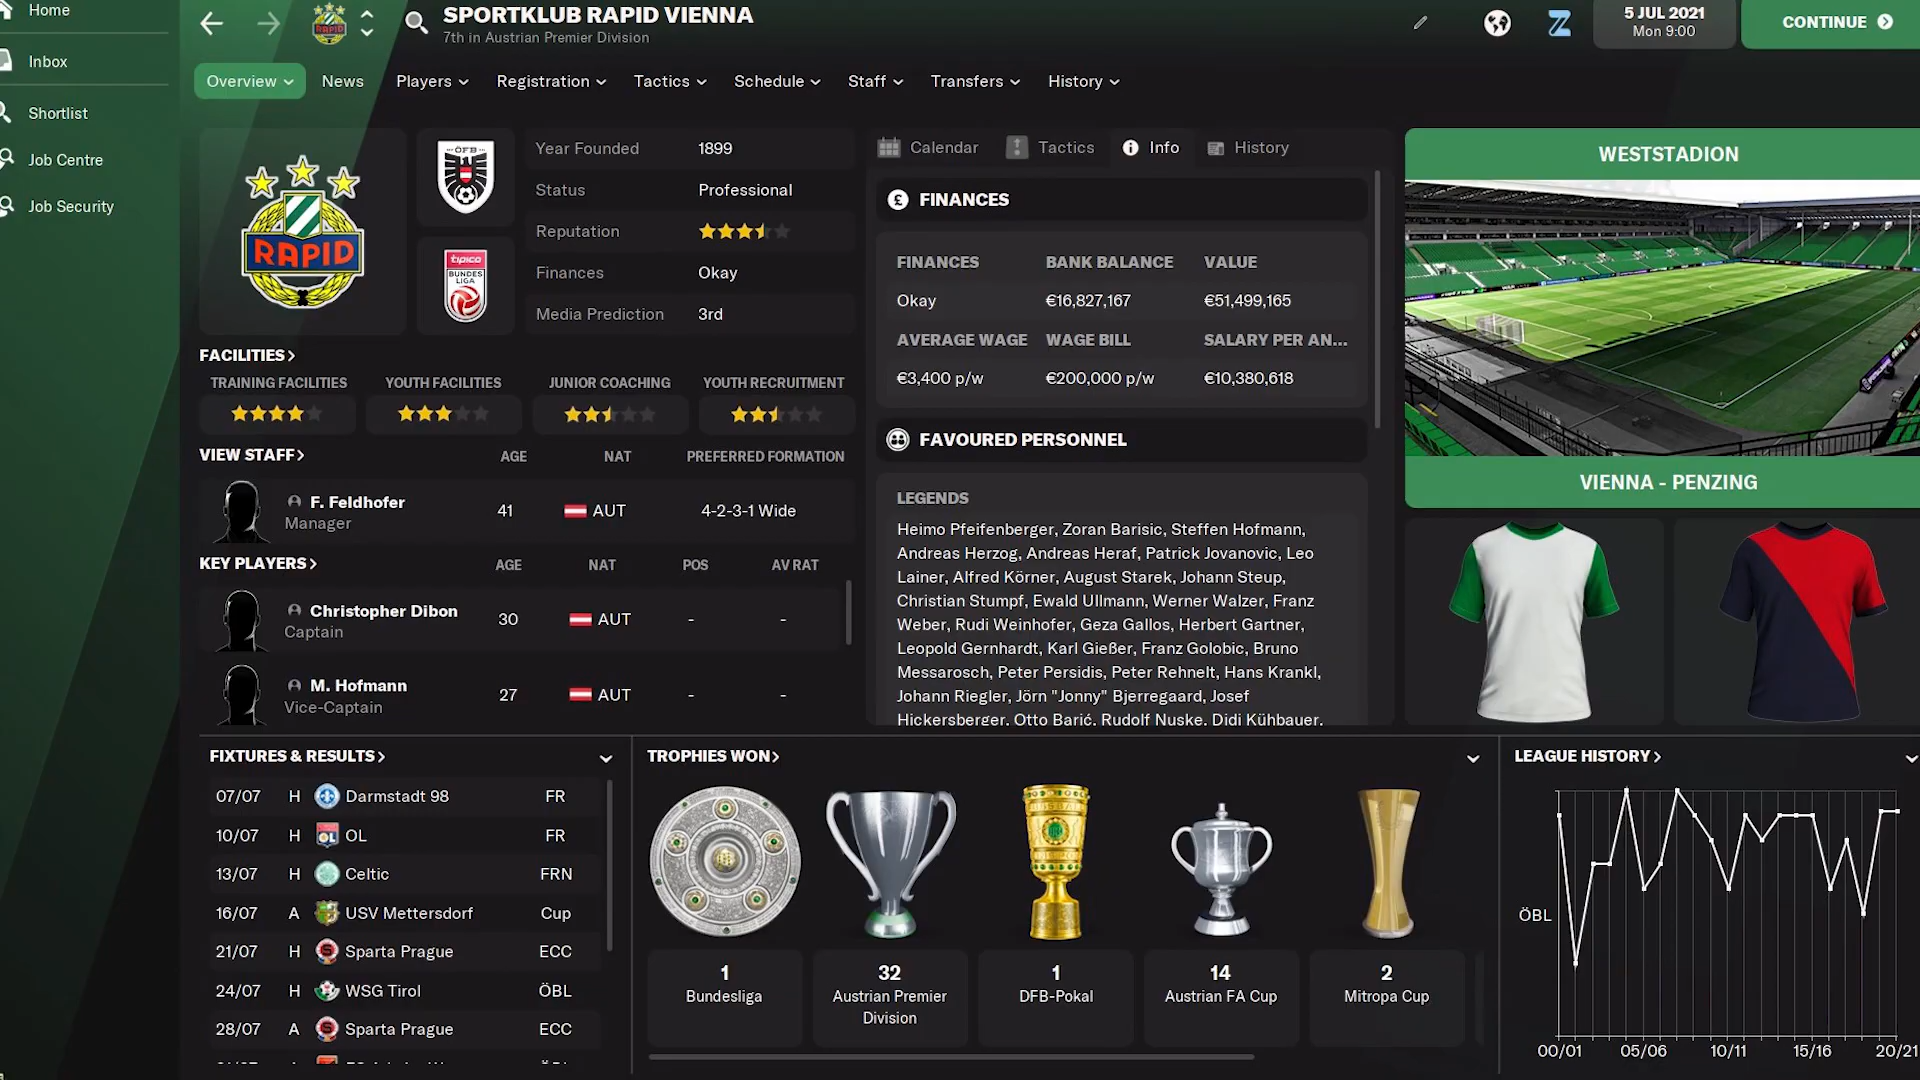 Home
Inbox
Shortlist
Job Centre
Job Security
SPORTKLUB RAPID VIENNA
7th in Austrian Premier Division
5 JUL 2021
Mon 9:00
CONTINUE
Overview
News
Players
Registration
Tactics
Schedule
Staff
Transfers
History
RAPID
ÖFB
tipico
BUNDES
LIGA
Year Founded 1899
Status Professional
Reputation
Finances Okay
Media Prediction 3rd
FACILITIES
TRAINING FACILITIES YOUTH FACILITIES JUNIOR COACHING YOUTH RECRUITMENT
VIEW STAFF AGE NAT PREFERRED FORMATION
F. Feldhofer
Manager
41 AUT 4-2-3-1 Wide
KEY PLAYERS AGE NAT POS AV RAT
Christopher Dibon
Captain
30 AUT - -
M. Hofmann
Vice-Captain
27 AUT - -
Calendar Tactics Info History
FINANCES
FINANCES BANK BALANCE VALUE
Okay €16,827,167 €51,499,165
AVERAGE WAGE WAGE BILL SALARY PER AN...
€3,400 p/w €200,000 p/w €10,380,618
FAVOURED PERSONNEL
LEGENDS
Heimo Pfeifenberger, Zoran Barisic, Steffen Hofmann,
Andreas Herzog, Andreas Heraf, Patrick Jovanovic, Leo
Lainer, Alfred Körner, August Starek, Johann Steup,
Christian Stumpf, Ewald Ullmann, Werner Walzer, Franz
Weber, Rudi Weinhofer, Geza Gallos, Herbert Gartner,
Leopold Gernhardt, Karl Gießer, Franz Golobic, Bruno
Messarosch, Peter Persidis, Peter Rehnelt, Hans Krankl,
Johann Riegler, Jörn "Jonny" Bjerregaard, Josef
Hickersberger, Otto Barić, Rudolf Nuske, Didi Kühbauer,
WESTSTADION
VIENNA - PENZING
FIXTURES & RESULTS
07/07 H Darmstadt 98 FR
10/07 H OL FR
13/07 H Celtic FRN
16/07 A USV Mettersdorf Cup
21/07 H Sparta Prague ECC
24/07 H WSG Tirol ÖBL
28/07 A Sparta Prague ECC
TROPHIES WON
1
Bundesliga
32
Austrian Premier
Division
1
DFB-Pokal
14
Austrian FA Cup
2
Mitropa Cup
LEAGUE HISTORY
ÖBL
00/01 05/06 10/11 15/16 20/21